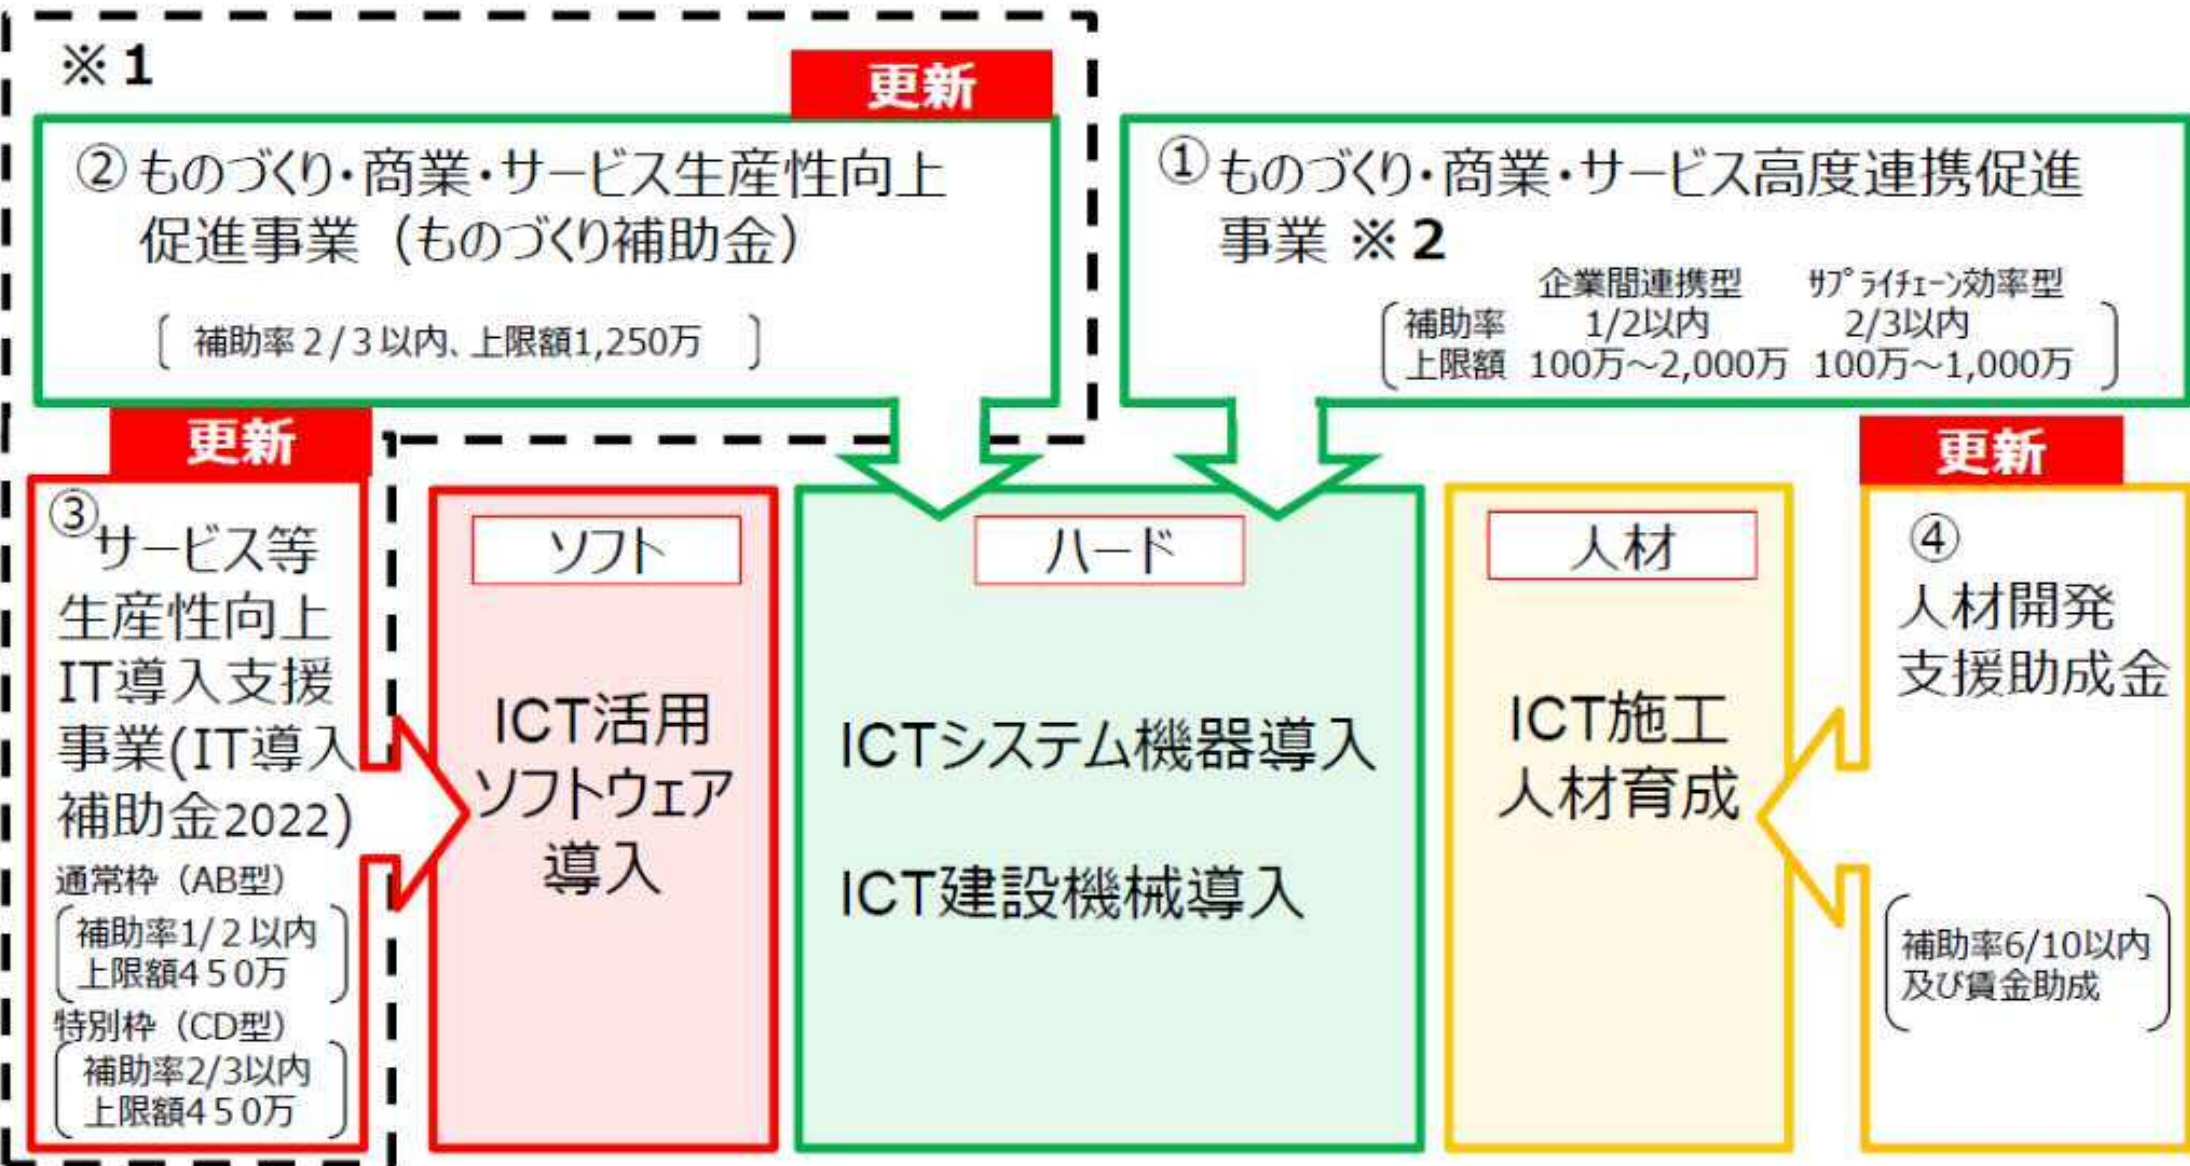 ※1
更新
②ものづくり・商業・サービス生産性向上
促進事業（ものづくり補助金）
補助率2/3以内、上限額1,250万
①ものづくり・商業・サービス高度連携促進
事業 ※2
企業間連携型 ｻﾌﾟﾗｲﾁｪｰﾝ効率型
補助率 1/2以内 2/3以内
上限額 100万～2,000万 100万～1,000万
更新
③
サービス等
生産性向上
IT導入支援
事業(IT導入
補助金2022)
通常枠（AB型）
補助率1/2以内
上限額450万
特別枠（CD型）
補助率2/3以内
上限額450万
ソフト
ICT活用
ソフトウェア
導入
ハード
ICTシステム機器導入
ICT建設機械導入
人材
ICT施工
人材育成
更新
④
人材開発
支援助成金
補助率6/10以内
及び賃金助成